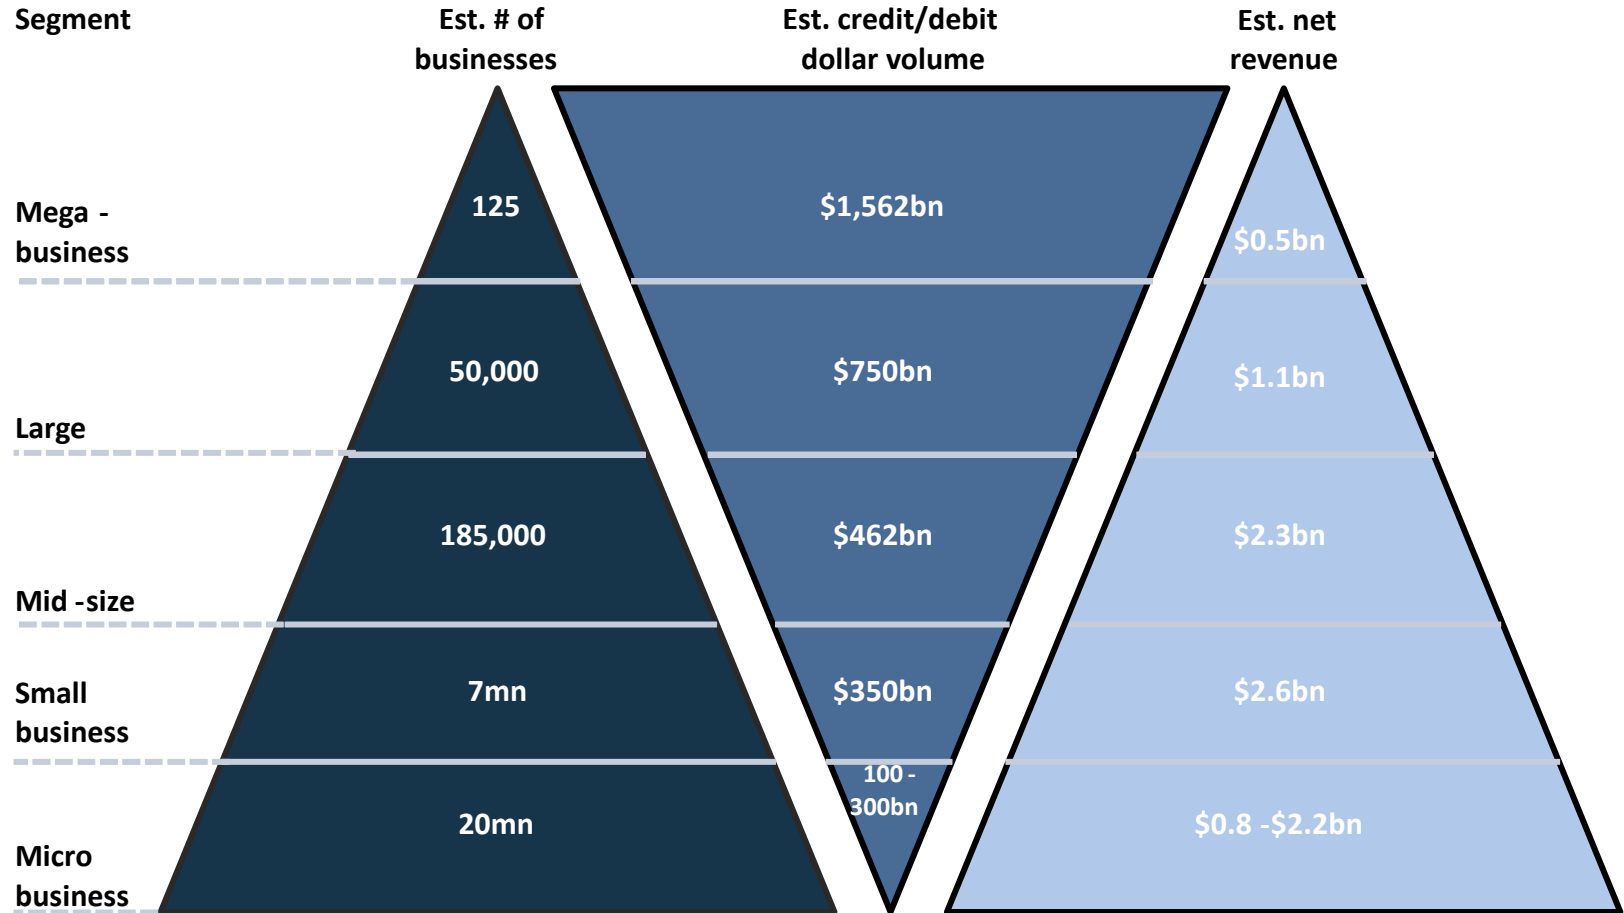 Segment
Est. # of
businesses
Est. credit/debit
dollar volume
Est. net
revenue
Mega -
business
125
$1,562bn
$0.5bn
Large
50,000
$750bn
$1.1bn
Mid -size
185,000
$462bn
$2.3bn
Small
business
7mn
$350bn
$2.6bn
Micro
business
20mn
100 -
300bn
$0.8 -$2.2bn